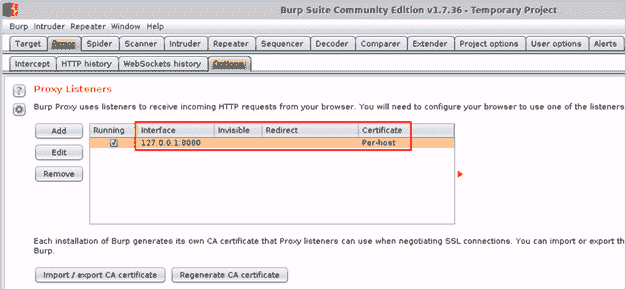 Burp Suite Community Edition v1.7.36 - Temporary Project
Burp Intruder Repeater Window Help
Target Proxy Spider Scanner Intruder Repeater Sequencer Decoder Comparer Extender Project options User options Alerts
Intercept HTTP history WebSockets history Options
? Proxy Listeners
Burp Proxy uses listeners to receive incoming HTTP requests from your browser. You will need to configure your browser to use one of the listeners
Add Running Interface Invisible Redirect Certificate
127.0.0.1:8080 Per-host
Edit
Remove
Each installation of Burp generates its own CA certificate that Proxy listeners can use when negotiating SSL connections. You can import or export th
Burp.
Import / export CA certificate Regenerate CA certificate